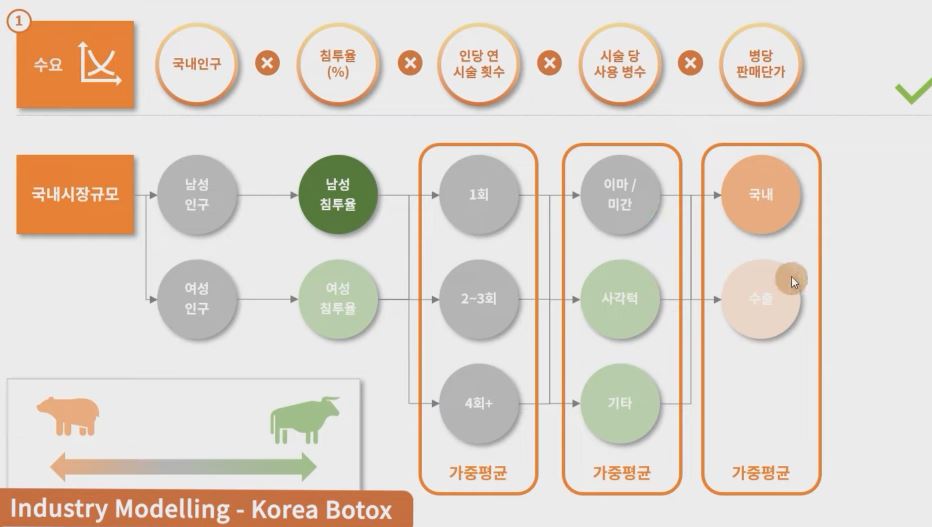 1
수요
국내인구
침투율
(%)
인당 연
시술 횟수
시술 당
사용 병수
병당
판매단가
국내시장규모
남성
인구
남성
침투율
1회
이마 /
미간
국내
여성
인구
여성
침투율
2~3회
사각턱
수출
4회+
기타
가중평균
가중평균
가중평균
Industry Modelling - Korea Botox